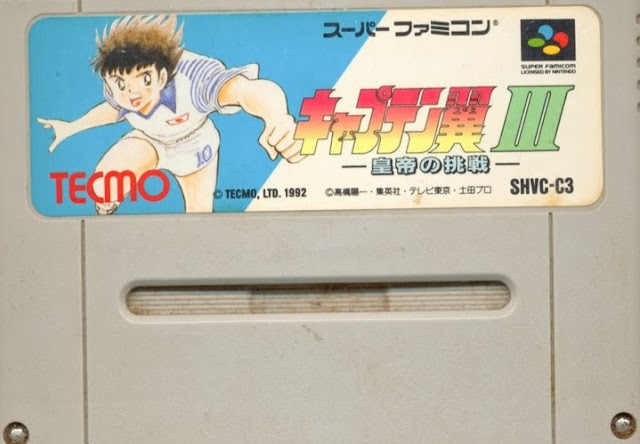 スーパーファミコン®
SUPER FAMICOM
LICENSED BY NINTENDO
キャプテン翼III
皇帝の挑戦
10
TECMO
© TECMO, LTD. 1992 ©高橋陽一・集英社・テレビ東京・土田プロ
SHVC-C3